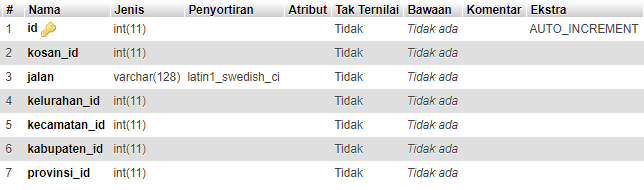 # Nama Jenis Penyortiran Atribut Tak Ternilai Bawaan Komentar Ekstra
1 id int(11) Tidak Tidak ada AUTO_INCREMENT
2 kosan_id int(11) Tidak Tidak ada
3 jalan varchar(128) latin1_swedish_ci Tidak Tidak ada
4 kelurahan_id int(11) Tidak Tidak ada
5 kecamatan_id int(11) Tidak Tidak ada
6 kabupaten_id int(11) Tidak Tidak ada
7 provinsi_id int(11) Tidak Tidak ada